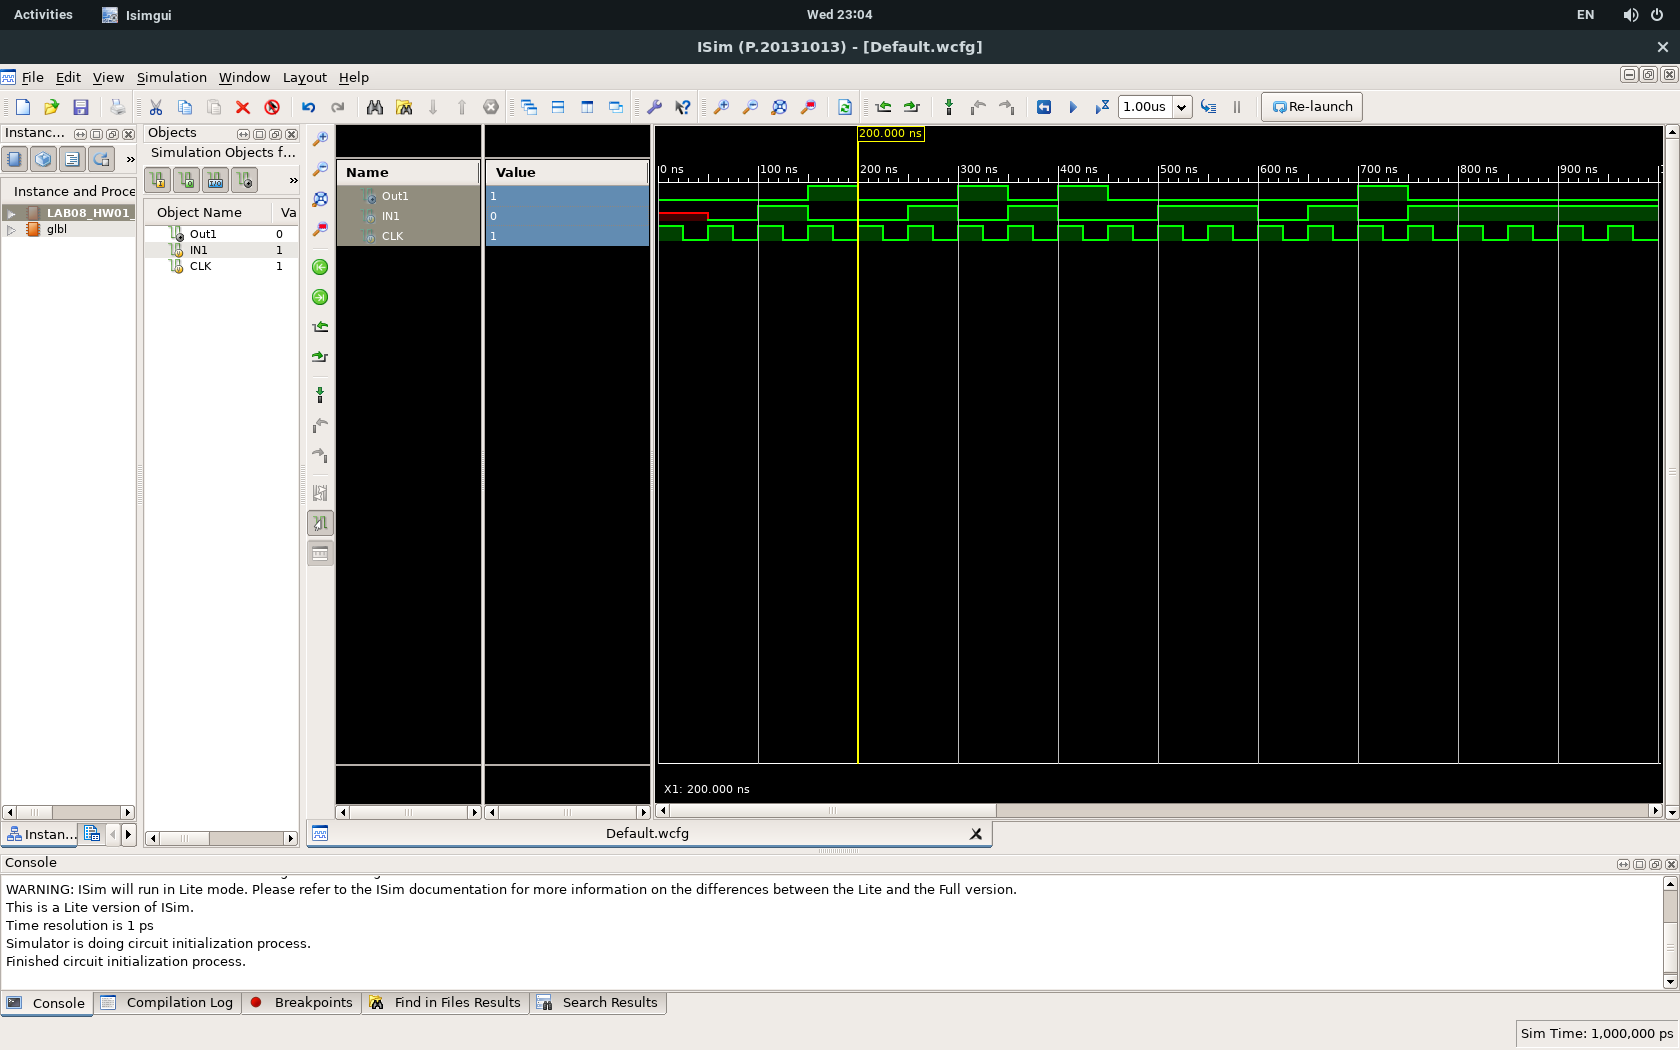 Activities Isimgui Wed 23:04 EN
ISim (P.20131013) - [Default.wcfg]
File Edit View Simulation Window Layout Help
1.00us Re-launch
Instanc...
Instance and Proce
LAB08_HW01_
glbl
Instan...
Objects
Simulation Objects f...
Object Name Va
Out1 0
IN1 1
CLK 1
Name Value
Out1 1
IN1 0
CLK 1
200.000 ns
0 ns 100 ns 200 ns 300 ns 400 ns 500 ns 600 ns 700 ns 800 ns 900 ns
X1: 200.000 ns
Default.wcfg
Console
WARNING: ISim will run in Lite mode. Please refer to the ISim documentation for more information on the differences between the Lite and the Full version.
This is a Lite version of ISim.
Time resolution is 1 ps
Simulator is doing circuit initialization process.
Finished circuit initialization process.
Console Compilation Log Breakpoints Find in Files Results Search Results
Sim Time: 1,000,000 ps